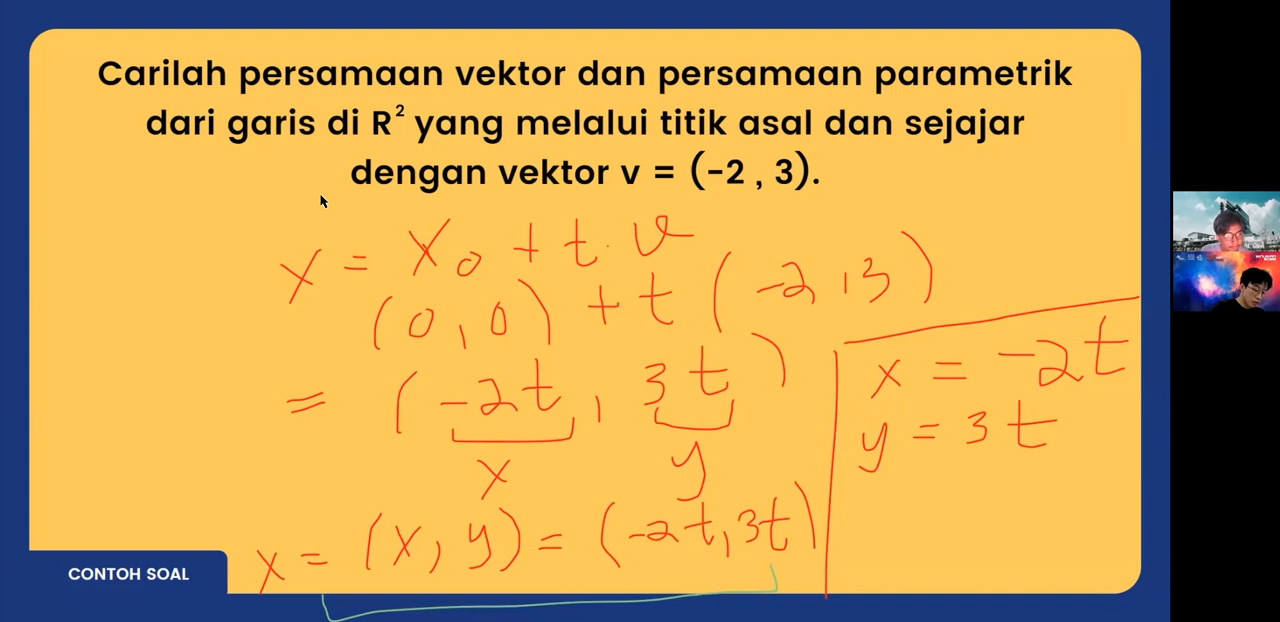 Carilah persamaan vektor dan persamaan parametrik
dari garis di R² yang melalui titik asal dan sejajar
dengan vektor v = (-2 , 3).
x = x₀ + t · v
(0, 0) + t (-2, 3)
= (-2t, 3t)
x y
x = (x, y) = (-2t, 3t)
x = -2t
y = 3t
CONTOH SOAL